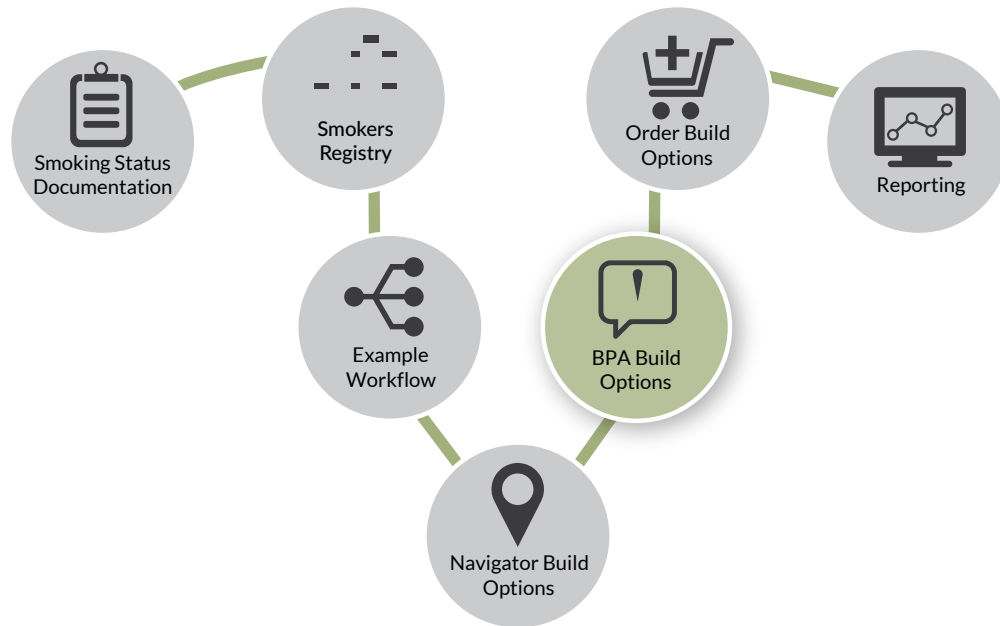 Smoking Status
Documentation
Smokers
Registry
Example
Workflow
Navigator Build
Options
BPA Build
Options
Order Build
Options
Reporting